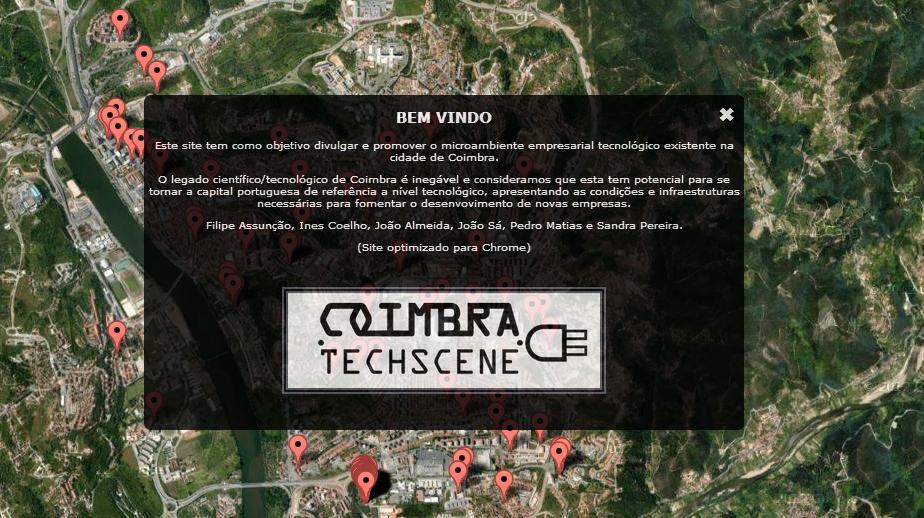 BEM VINDO
Este site tem como objetivo divulgar e promover o microambiente empresarial tecnológico existente na
cidade de Coimbra.
O legado científico/tecnológico de Coimbra é inegável e consideramos que esta tem potencial para se
tornar a capital portuguesa de referência a nível tecnológico, apresentando as condições e infraestruturas
necessárias para fomentar o desenvovimento de novas empresas.
Filipe Assunção, Ines Coelho, João Almeida, João Sá, Pedro Matias e Sandra Pereira.
(Site optimizado para Chrome)
COIMBRA
TECHSCENE